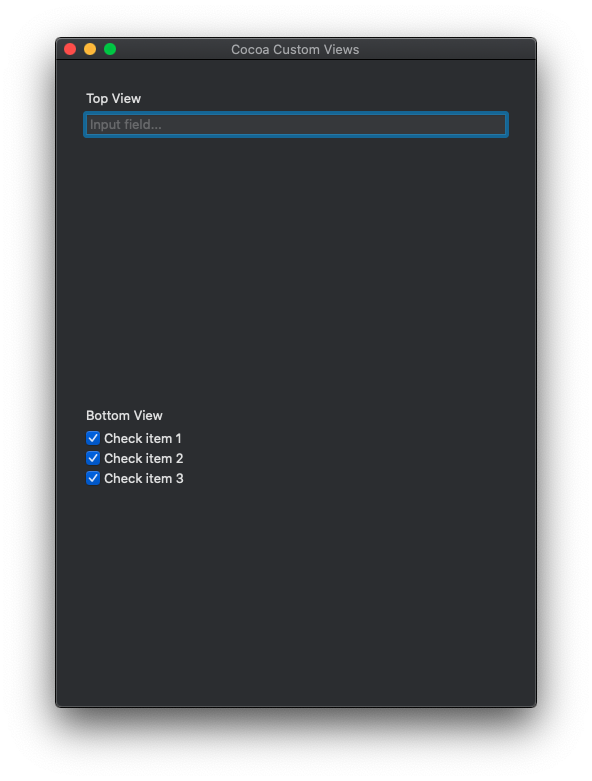 Cocoa Custom Views
Top View
Input field...
Bottom View
Check item 1
Check item 2
Check item 3